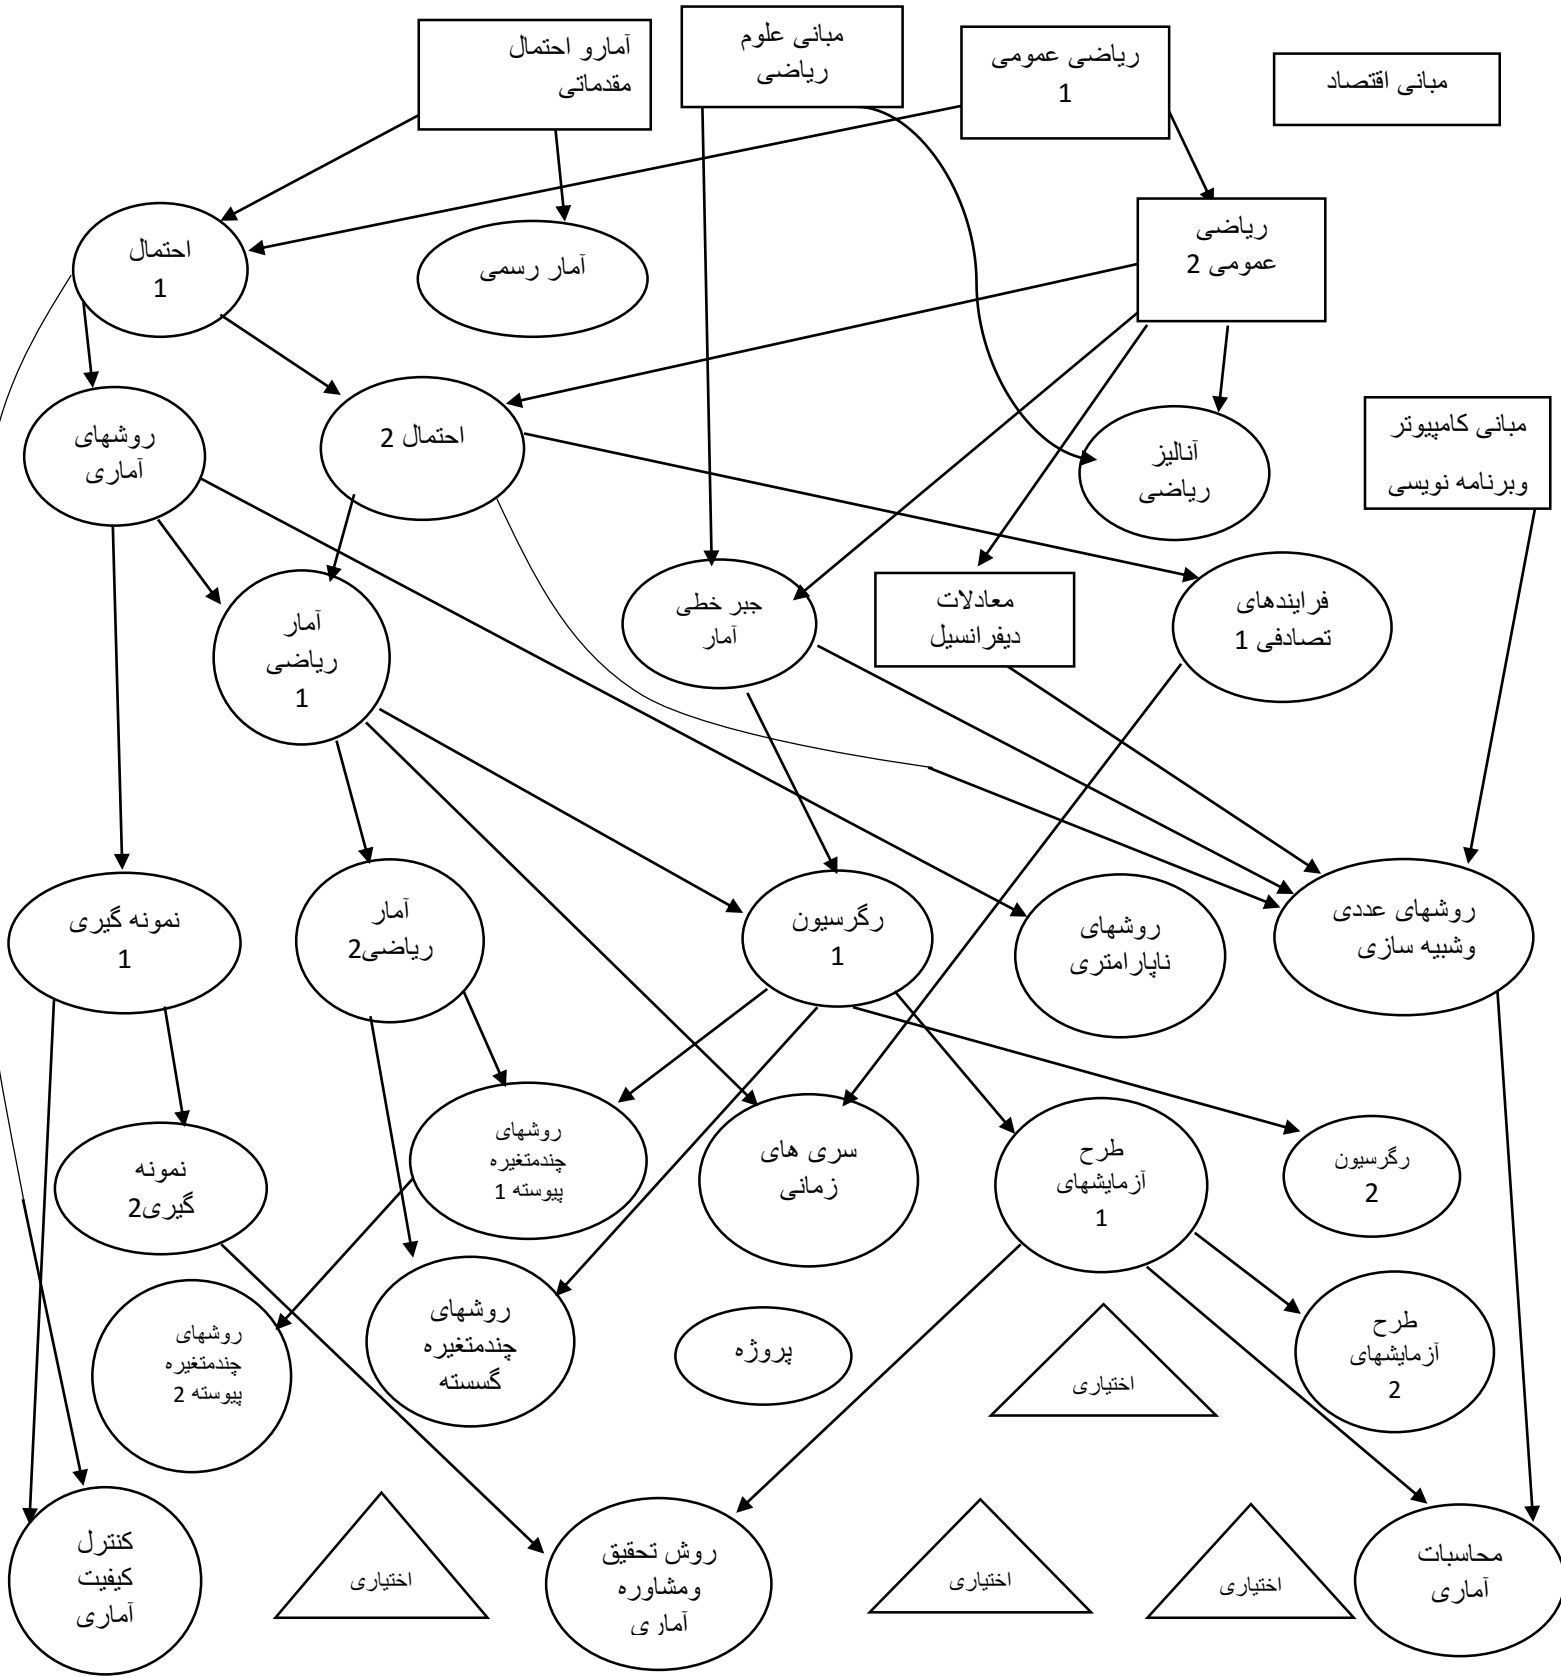 آمارو احتمال
مقدماتی
مبانی علوم
ریاضی
ریاضی عمومی
1
مبانی اقتصاد
احتمال
1
آمار رسمی
ریاضی
عمومی 2
روشهای
آماری
احتمال 2
آنالیز
ریاضی
مبانی کامپیوتر
وبرنامه نویسی
آمار
ریاضی
1
جبر خطی
آمار
معادلات
دیفرانسیل
فرایندهای
تصادفی 1
نمونه گیری
1
آمار
ریاضی2
رگرسیون
1
روشهای
ناپارامتری
روشهای عددی
وشبیه سازی
نمونه
گیری2
روشهای
چندمتغیره
پیوسته 1
سری های
زمانی
طرح
آزمایشهای
1
رگرسیون
2
روشهای
چندمتغیره
پیوسته 2
روشهای
چندمتغیره
گسسته
پروژه
اختیاری
طرح
آزمایشهای
2
کنترل
کیفیت
آماری
اختیاری
روش تحقیق
ومشاوره
آماری
اختیاری
اختیاری
محاسبات
آماری